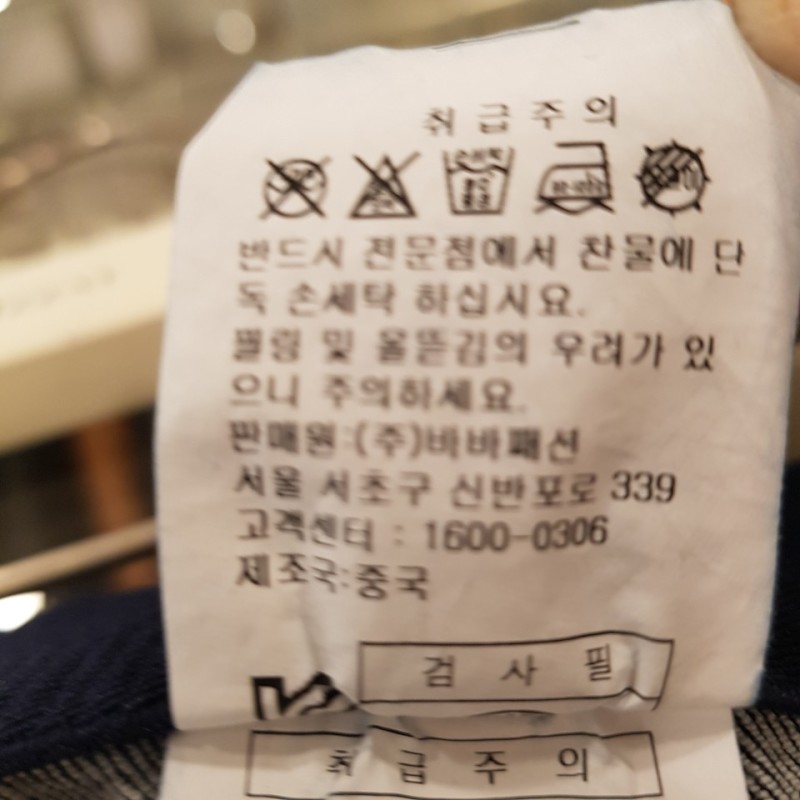 취급주의
반드시 전문점에서 찬물에 단
독 손세탁 하십시요.
필링 및 올뜯김의 우려가 있
으니 주의하세요.
판매원:(주)바바패션
서울 서초구 신반포로 339
고객센터 : 1600-0306
제조국:중국
검사필
취급주의